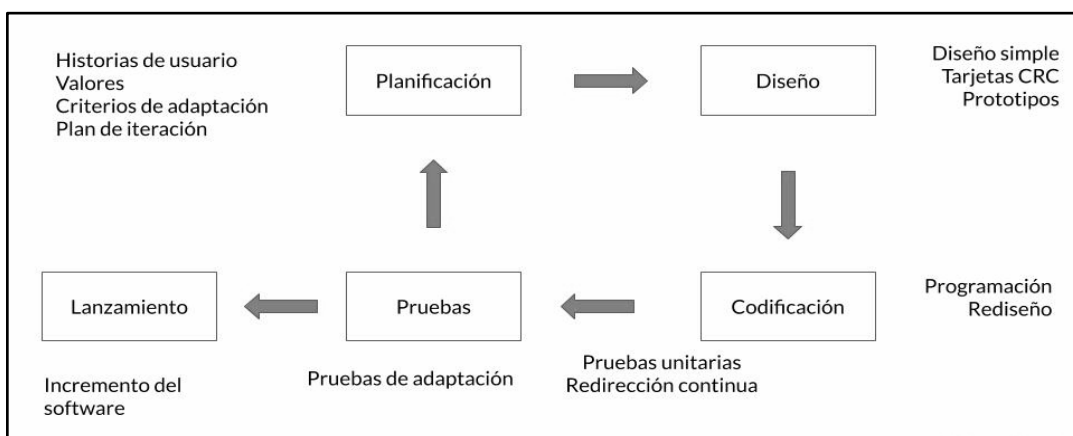 Historias de usuario
Valores
Criterios de adaptación
Plan de iteración
Planificación
Diseño
Diseño simple
Tarjetas CRC
Prototipos
Lanzamiento
Pruebas
Codificación
Programación
Rediseño
Incremento del
software
Pruebas de adaptación
Pruebas unitarias
Redirección continua